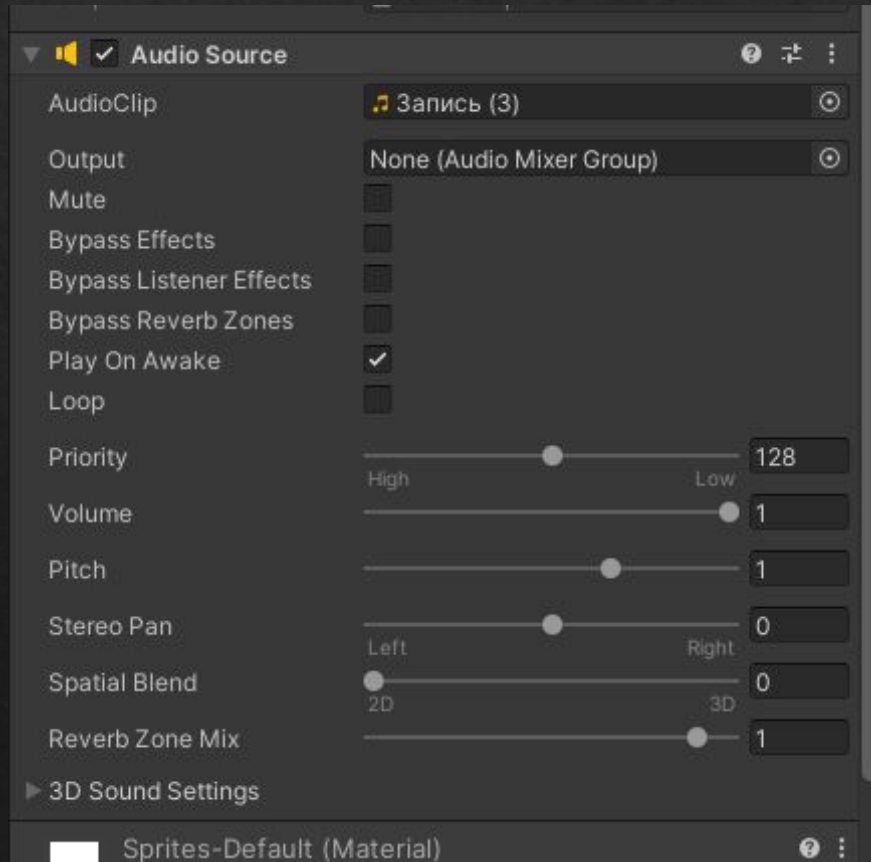 Audio Source
AudioClip Запись (3)
Output None (Audio Mixer Group)
Mute
Bypass Effects
Bypass Listener Effects
Bypass Reverb Zones
Play On Awake
Loop
Priority 128
High Low
Volume 1
Pitch 1
Stereo Pan 0
Left Right
Spatial Blend 0
2D 3D
Reverb Zone Mix 1
3D Sound Settings
Sprites-Default (Material)